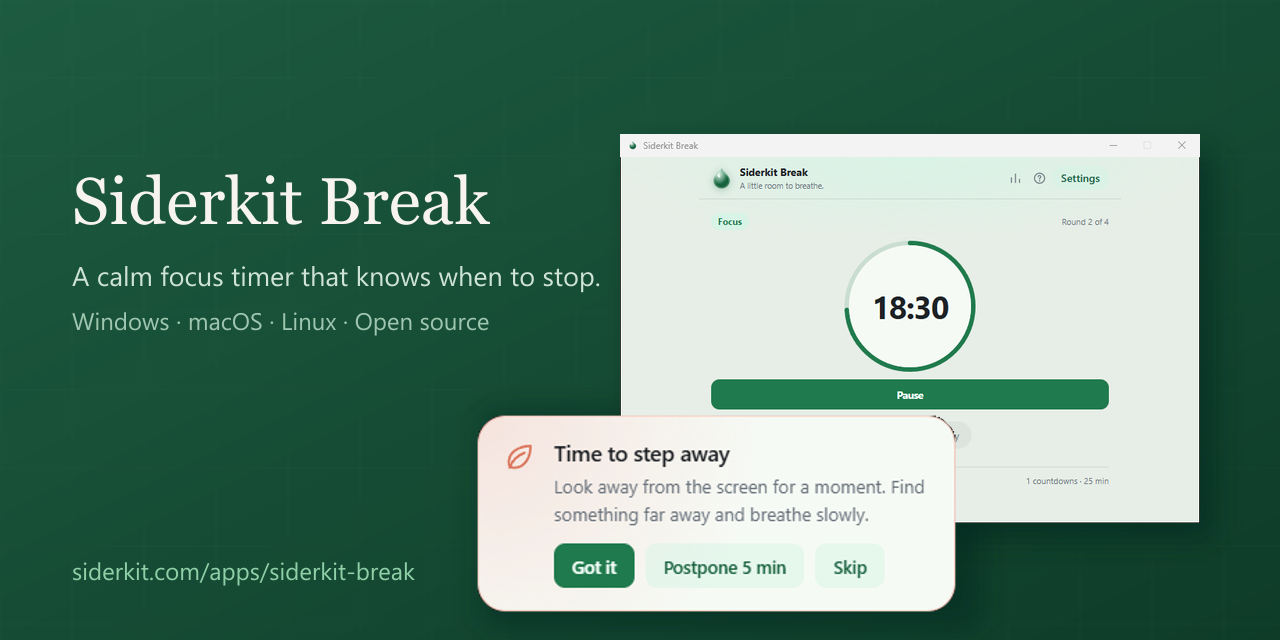 Siderkit Break
A calm focus timer that knows when to stop.
Windows · macOS · Linux · Open source
siderkit.com/apps/siderkit-break
Siderkit Break
Siderkit Break
A little room to breathe.
Settings
Focus
Round 2 of 4
18:30
Pause
1 countdowns · 25 min
Time to step away
Look away from the screen for a moment. Find
something far away and breathe slowly.
Got it
Postpone 5 min
Skip